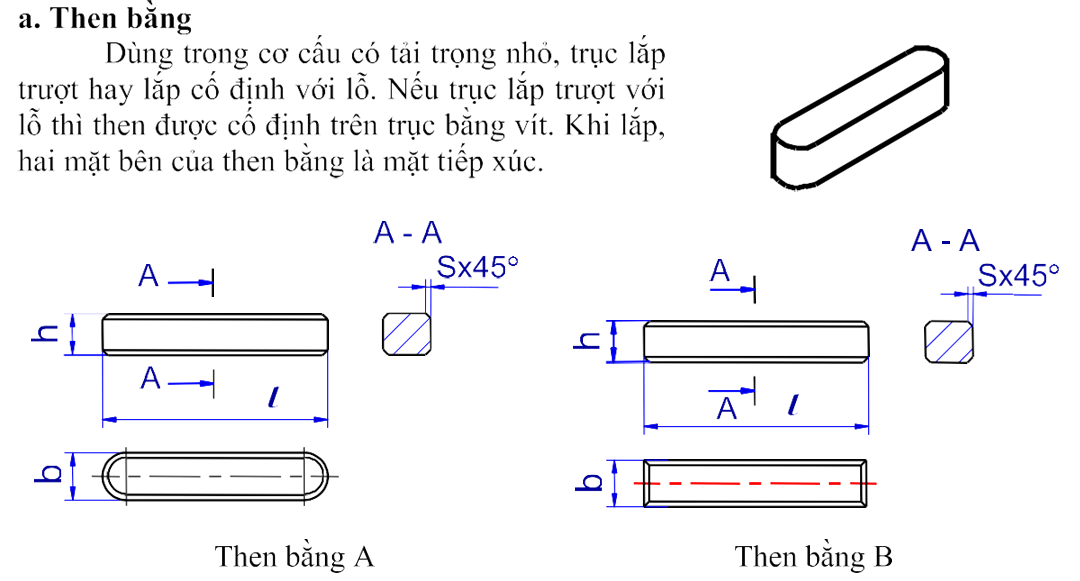 a. Then bằng
Dùng trong cơ cấu có tải trọng nhỏ, trục lắp
trượt hay lắp cố định với lỗ. Nếu trục lắp trượt với
lỗ thì then được cố định trên trục bằng vít. Khi lắp,
hai mặt bên của then bằng là mặt tiếp xúc.
A - A
A - A
A
Sx45°
A
Sx45°
h
h
A
l
A
l
b
b
Then bằng A
Then bằng B